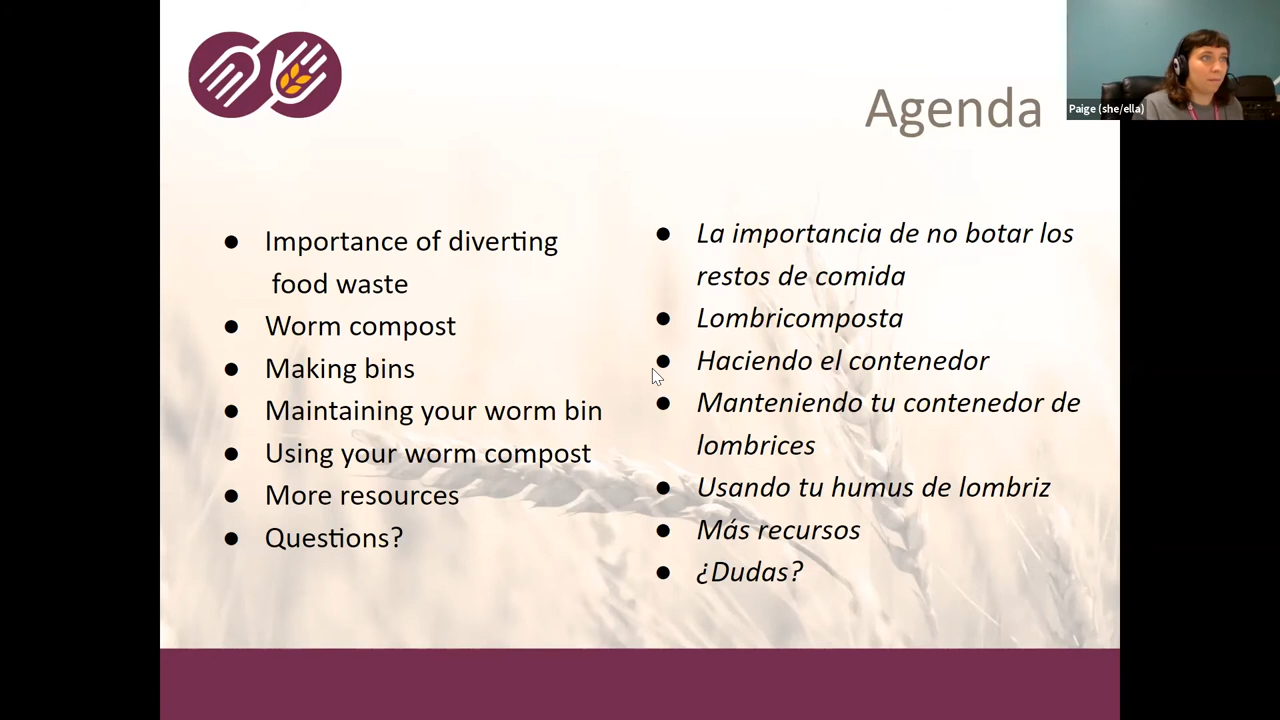 Agenda
Paige (she/ella)
● Importance of diverting
food waste
● Worm compost
● Making bins
● Maintaining your worm bin
● Using your worm compost
● More resources
● Questions?
● La importancia de no botar los
restos de comida
● Lombricomposta
● Haciendo el contenedor
● Manteniendo tu contenedor de
lombrices
● Usando tu humus de lombriz
● Más recursos
● ¿Dudas?